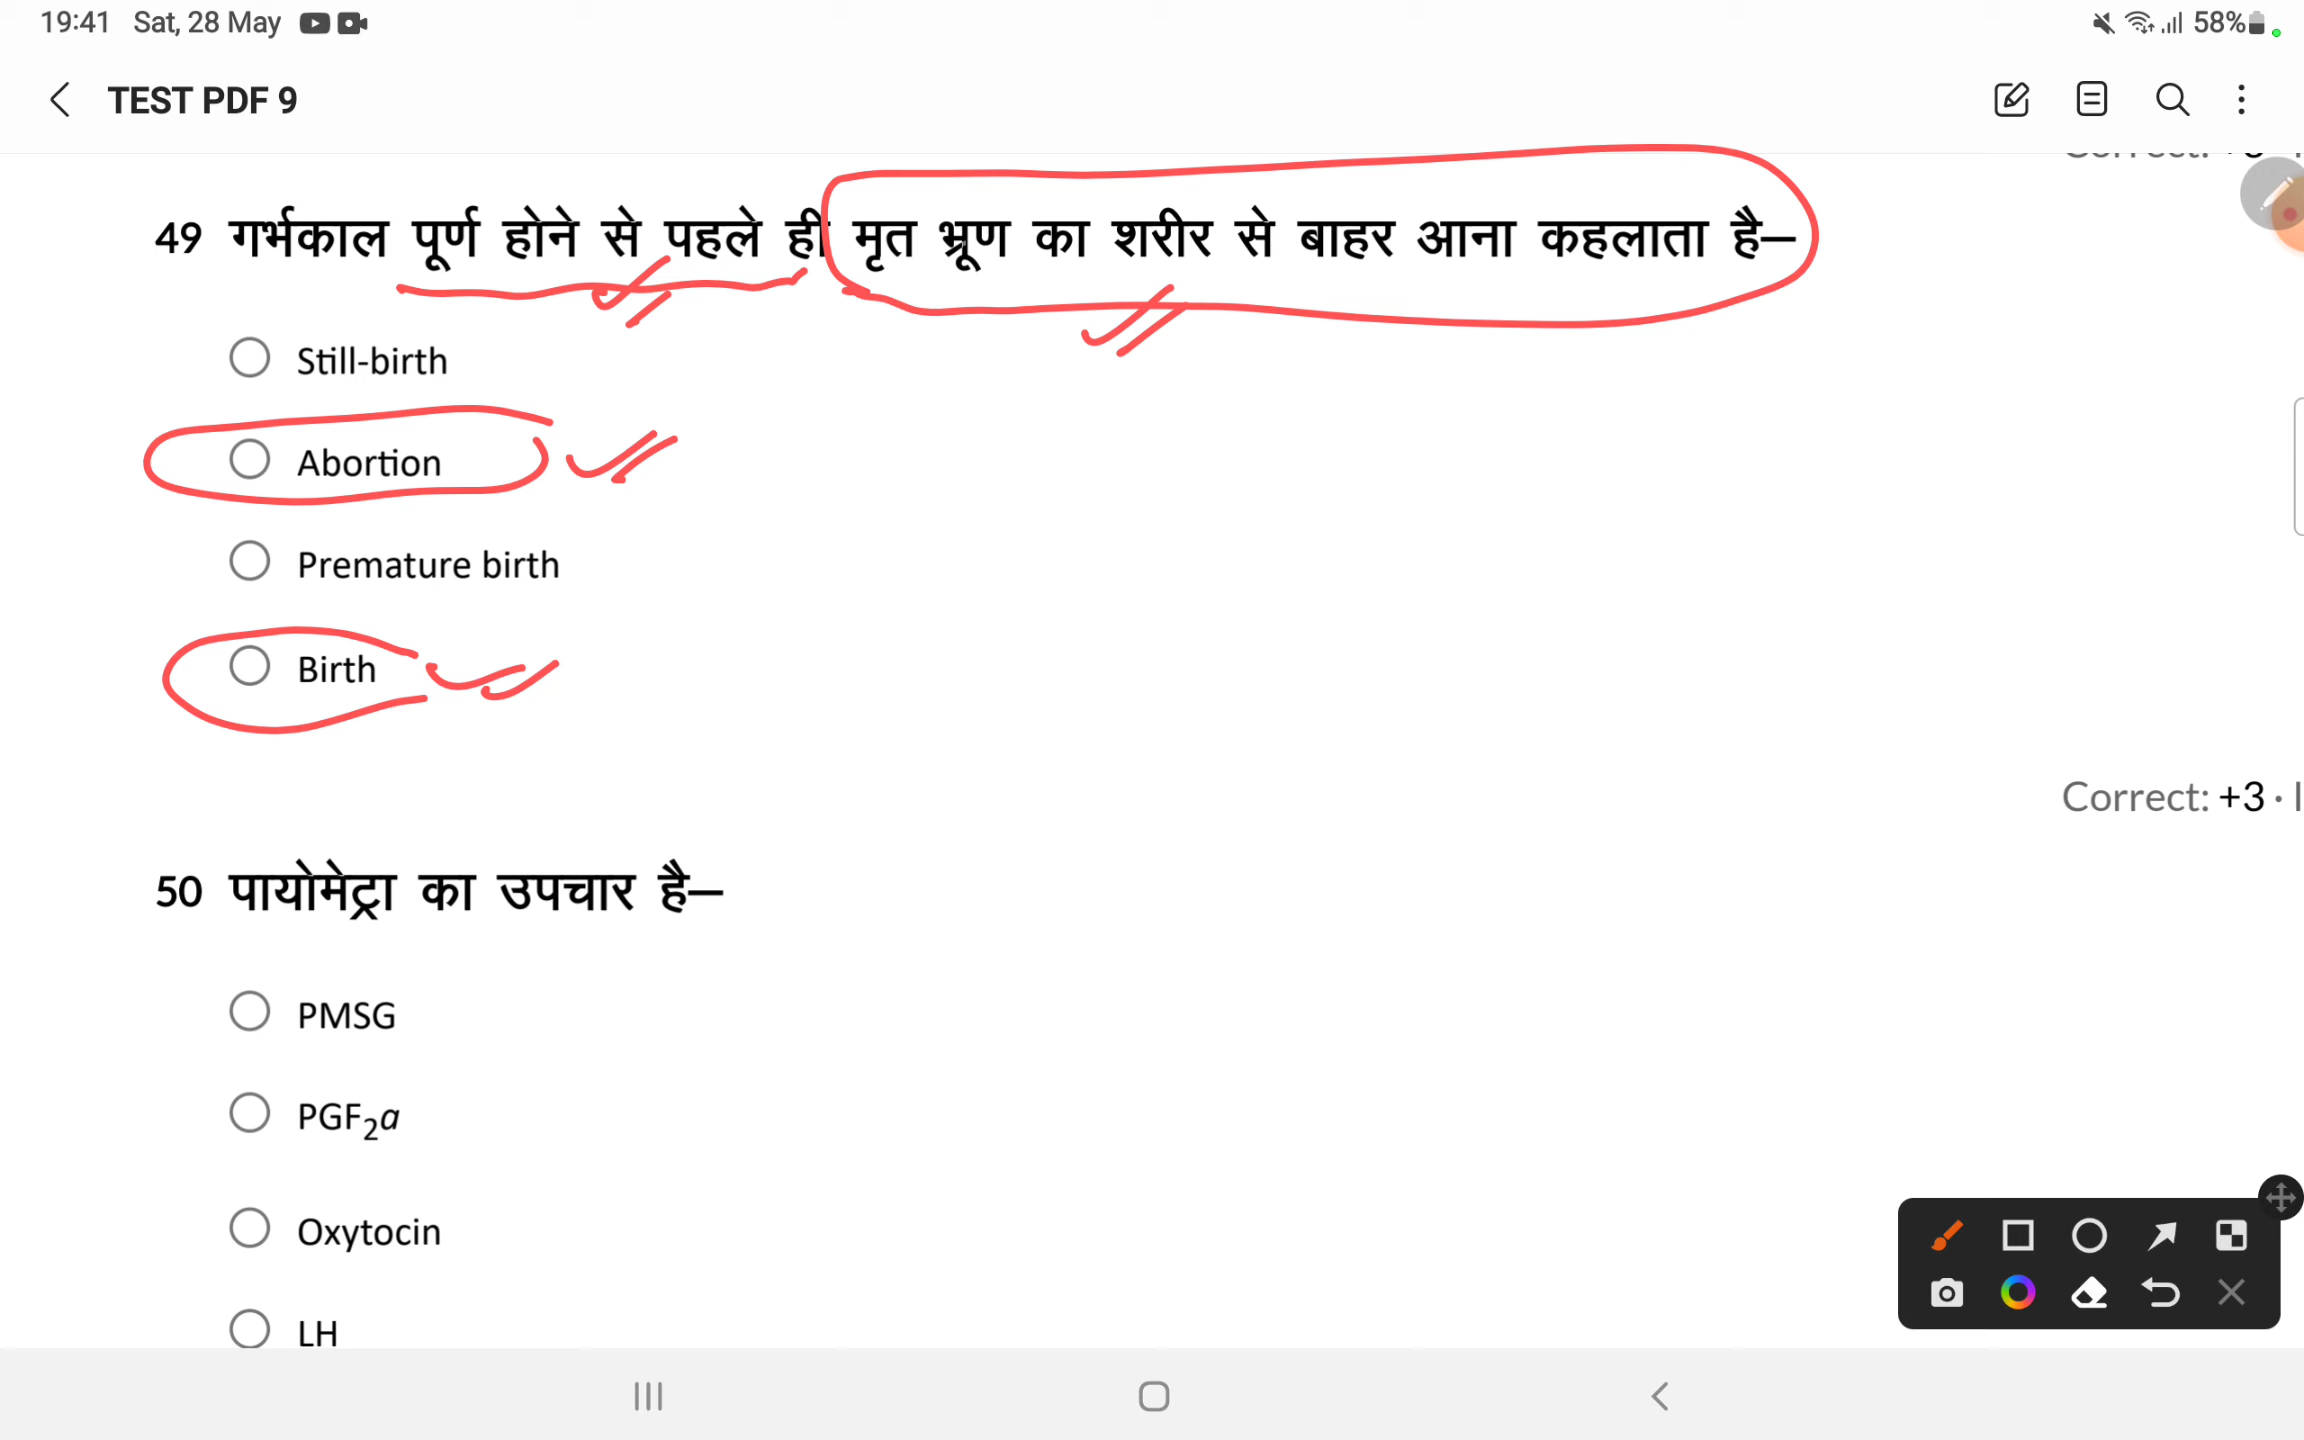 19:41 Sat, 28 May 58%
TEST PDF 9
49 गर्भकाल पूर्ण होने से पहले ही मृत भ्रूण का शरीर से बाहर आना कहलाता है–
Still-birth
Abortion
Premature birth
Birth
Correct: +3 ·
50 पायोमेट्रा का उपचार है–
PMSG
PGF₂a
Oxytocin
LH